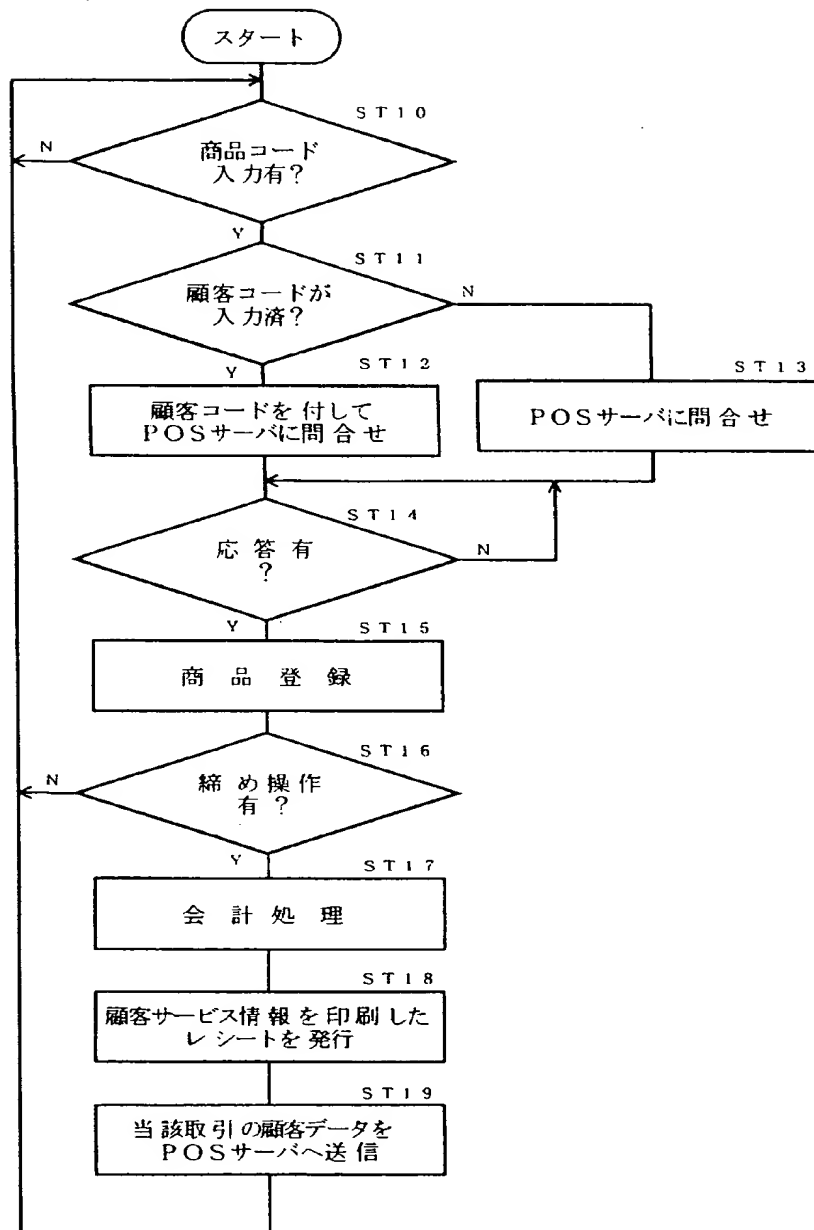 スタート
ST10
N
商品コード
入力有?
Y
ST11
顧客コードが
入力済?
N
Y
ST12
顧客コードを付して
POSサーバに問合せ
ST13
POSサーバに問合せ
ST14
応答有
?
N
Y
ST15
商品登録
ST16
N
締め操作
有?
Y
ST17
会計処理
ST18
顧客サービス情報を印刷した
レシートを発行
ST19
当該取引の顧客データを
POSサーバへ送信